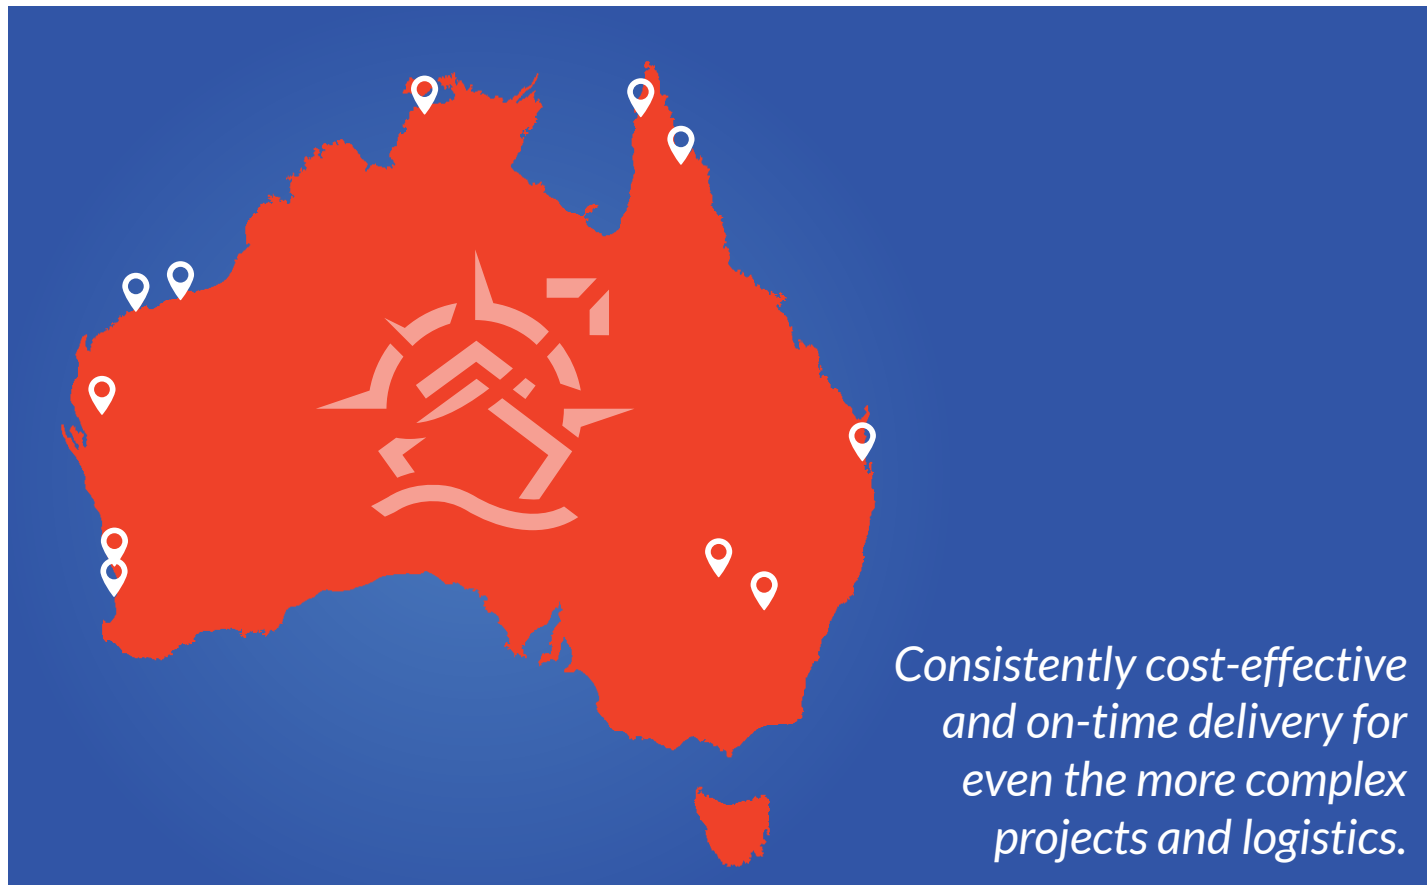 Consistently cost-effective
and on-time delivery for
even the more complex
projects and logistics.